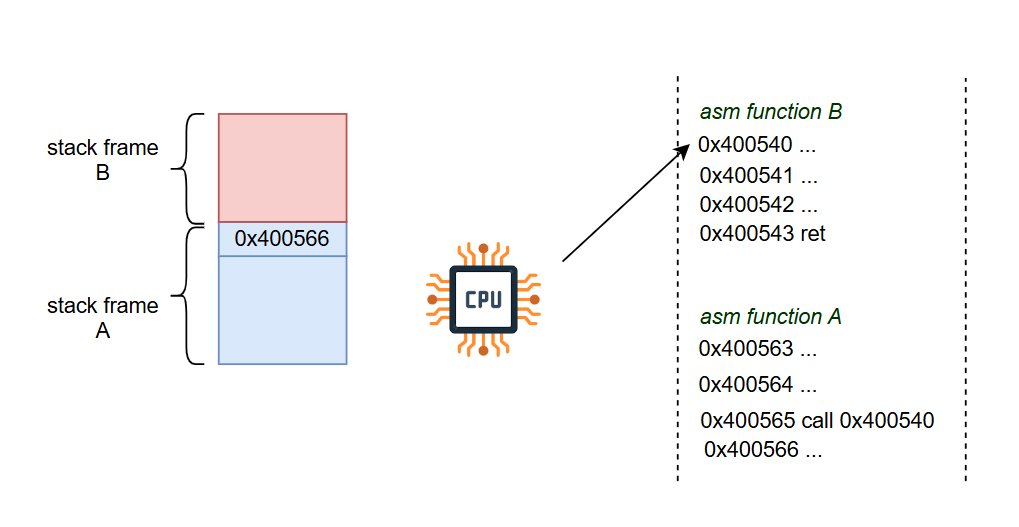 stack frame
B
0x400566
stack frame
A
CPU
asm function B
0x400540 ...
0x400541 ...
0x400542 ...
0x400543 ret
asm function A
0x400563 ...
0x400564 ...
0x400565 call 0x400540
0x400566 ...